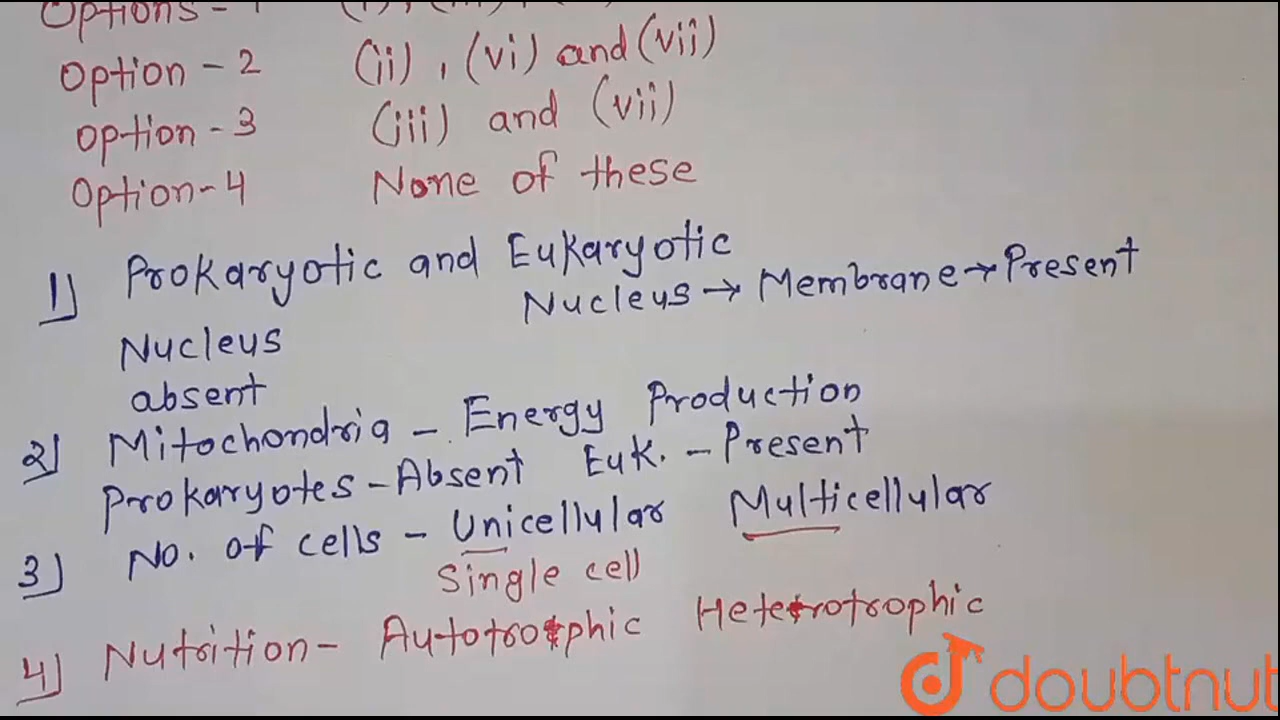 Options - 1
Option - 2 (ii), (vi) and (vii)
Option - 3 (iii) and (vii)
Option-4 None of these
1) Prokaryotic and Eukaryotic
Nucleus → Membrane → Present
Nucleus
absent
2) Mitochondria - Energy Production
Prokaryotes - Absent Euk. - Present
3) No. of cells - Unicellular Multicellular
Single cell
4) Nutrition - Autotrophic Heterotrophic
doubtnut